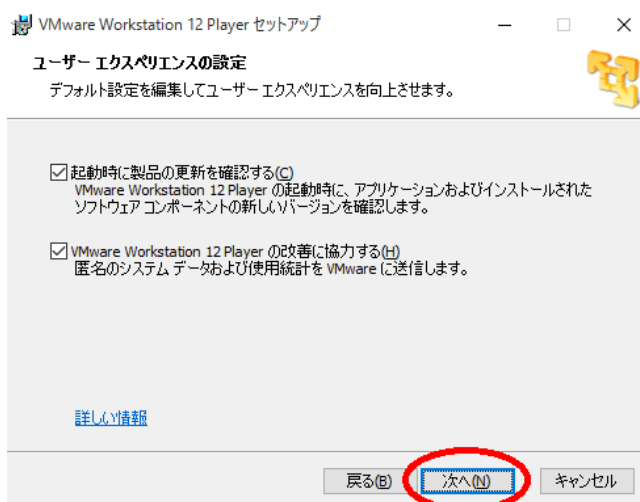 VMware Workstation 12 Player セットアップ
ユーザー エクスペリエンスの設定
デフォルト設定を編集してユーザー エクスペリエンスを向上させます。
起動時に製品の更新を確認する(C)
VMware Workstation 12 Player の起動時に、アプリケーションおよびインストールされた
ソフトウェア コンポーネントの新しいバージョンを確認します。
VMware Workstation 12 Player の改善に協力する(H)
匿名のシステム データおよび使用統計を VMware に送信します。
詳しい情報
戻る(B) 次へ(N) キャンセル